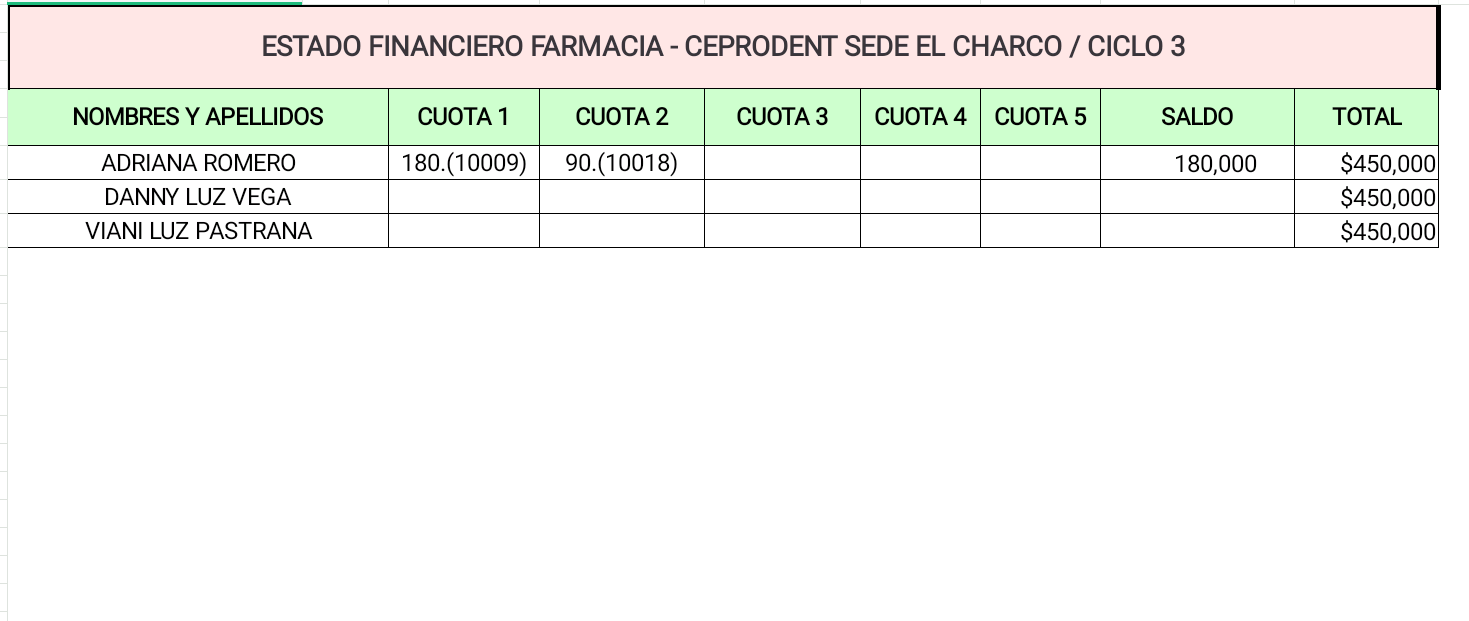 ESTADO FINANCIERO FARMACIA - CEPRODENT SEDE EL CHARCO / CICLO 3
NOMBRES Y APELLIDOS CUOTA 1 CUOTA 2 CUOTA 3 CUOTA 4 CUOTA 5 SALDO TOTAL
ADRIANA ROMERO 180.(10009) 90.(10018) 180,000 $450,000
DANNY LUZ VEGA $450,000
VIANI LUZ PASTRANA $450,000